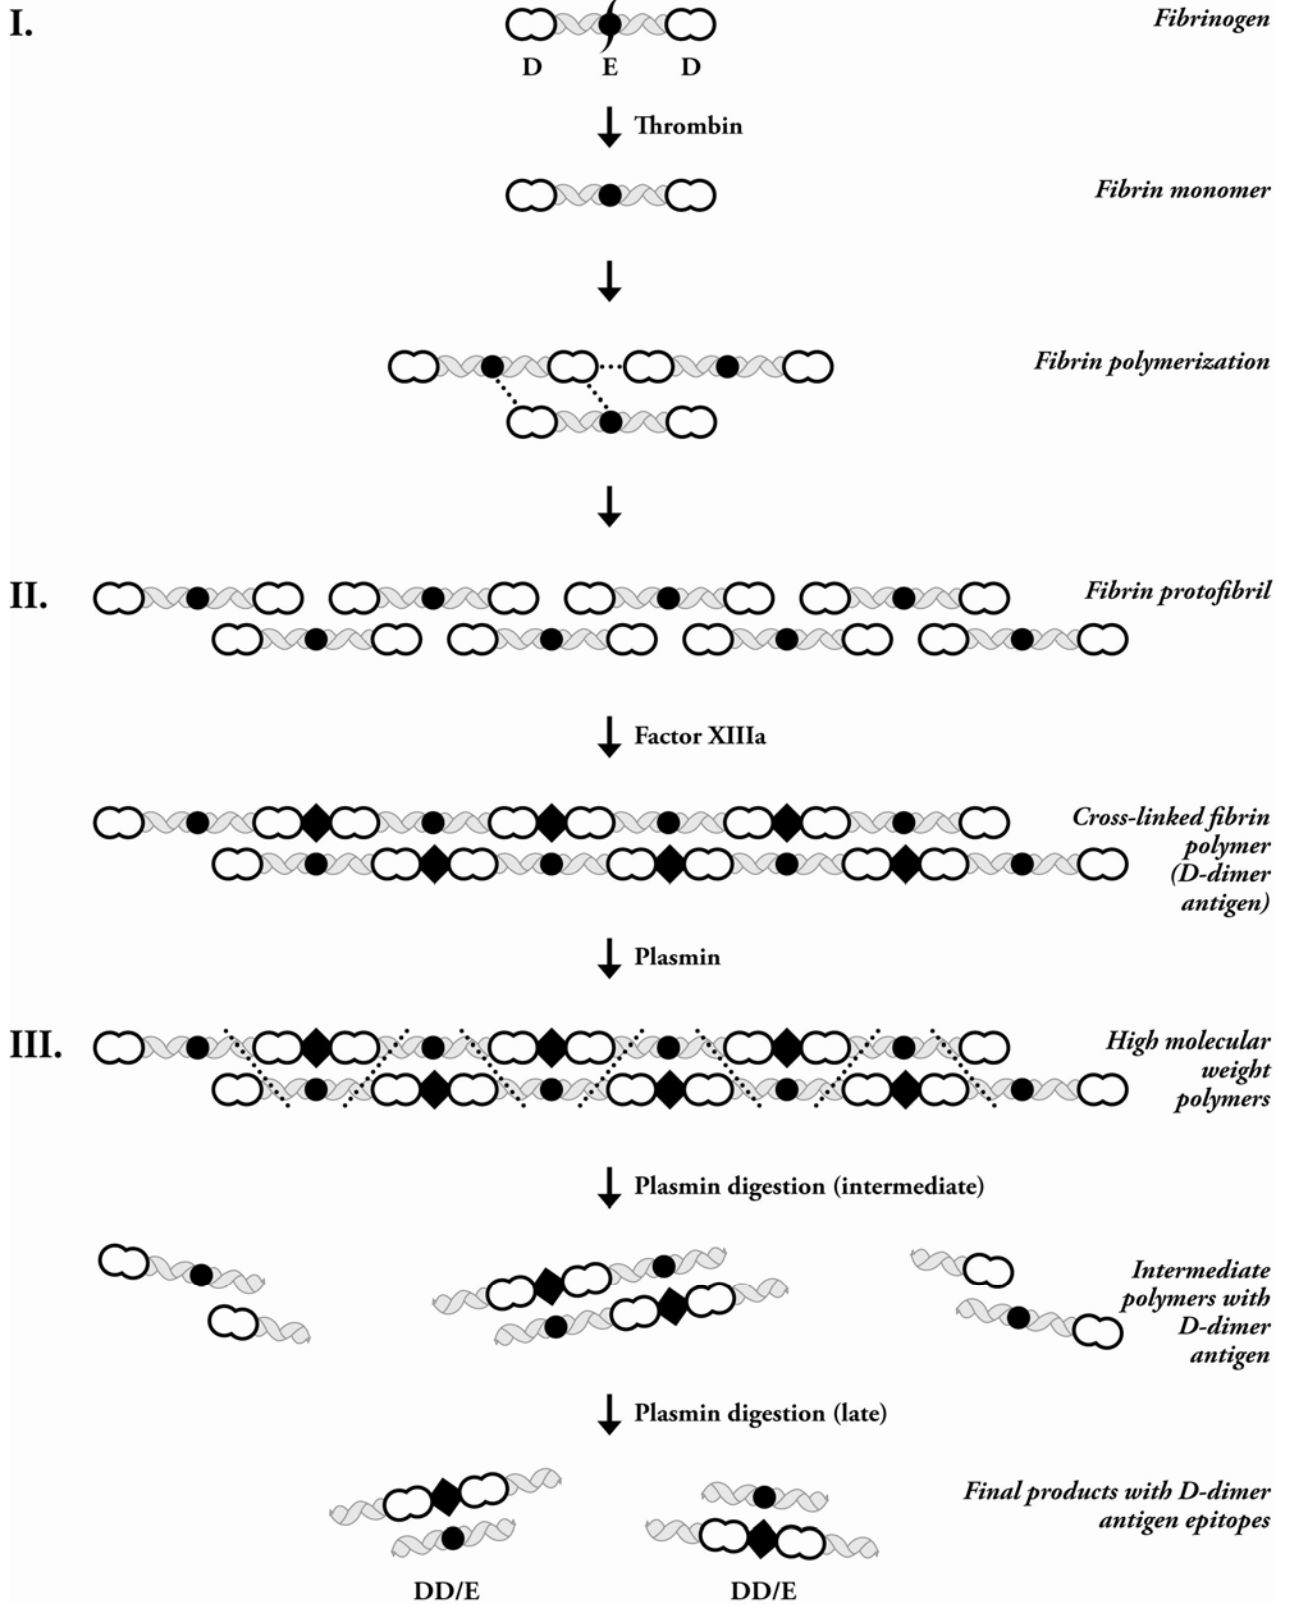 I.
Fibrinogen
D E D
Thrombin
Fibrin monomer
Fibrin polymerization
II.
Fibrin protofibril
Factor XIIIa
Cross-linked fibrin
polymer
(D-dimer
antigen)
Plasmin
III.
High molecular
weight
polymers
Plasmin digestion (intermediate)
Intermediate
polymers with
D-dimer
antigen
Plasmin digestion (late)
Final products with D-dimer
antigen epitopes
DD/E DD/E